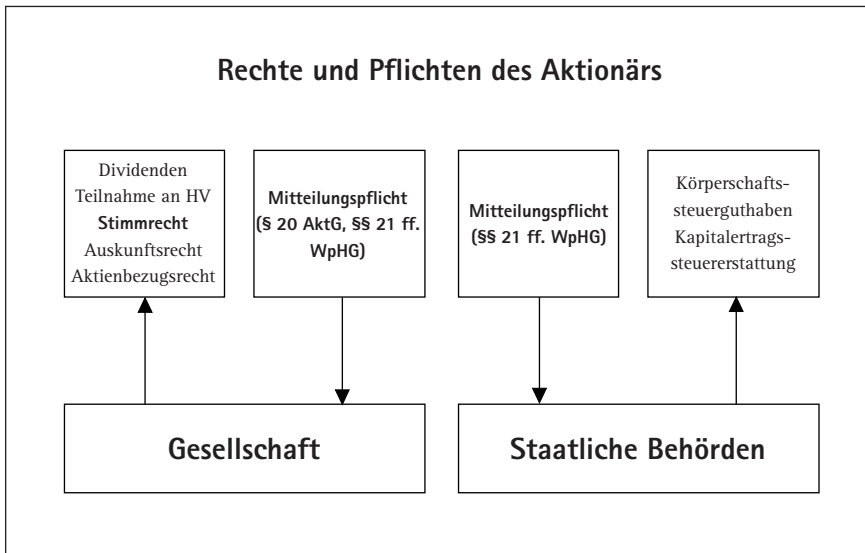 Rechte und Pflichten des Aktionärs
Dividenden
Teilnahme an HV
Stimmrecht
Auskunftsrecht
Aktienbezugsrecht
Mitteilungspflicht
(§ 20 AktG, §§ 21 ff.
WpHG)
Mitteilungspflicht
(§§ 21 ff. WpHG)
Körperschafts-
steuerguthaben
Kapitalertrags-
steuererstattung
Gesellschaft
Staatliche Behörden